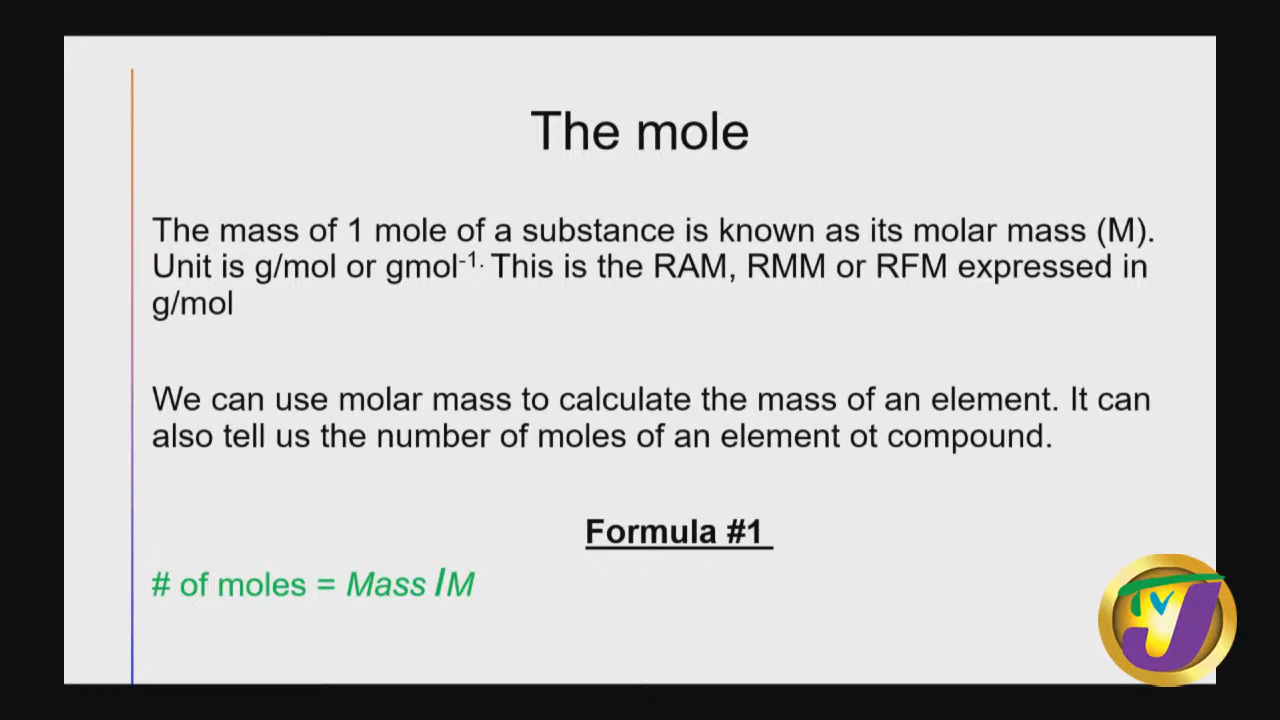 The mole
The mass of 1 mole of a substance is known as its molar mass (M).
Unit is g/mol or gmol⁻¹· This is the RAM, RMM or RFM expressed in
g/mol
We can use molar mass to calculate the mass of an element. It can
also tell us the number of moles of an element ot compound.
Formula #1
# of moles = Mass /M
TVJ